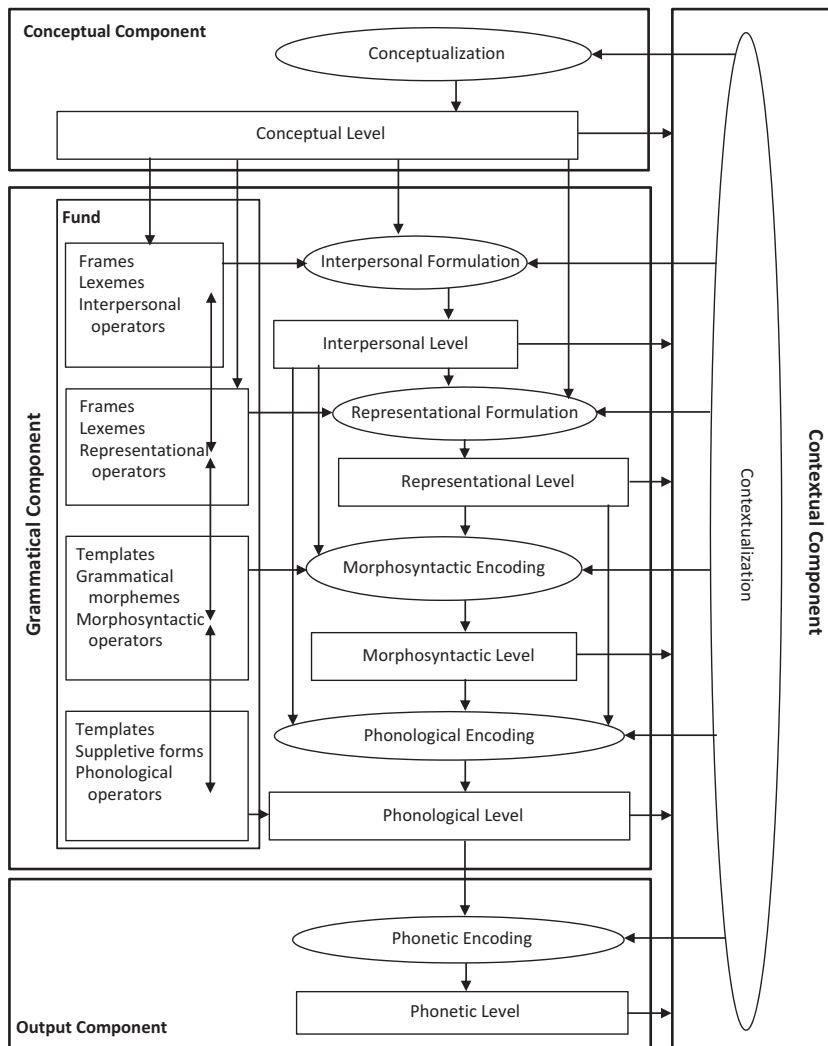 Conceptual Component
Conceptualization
Conceptual Level
Grammatical Component
Fund
Frames
Lexemes
Interpersonal
operators
Interpersonal Formulation
Interpersonal Level
Frames
Lexemes
Representational
operators
Representational Formulation
Representational Level
Templates
Grammatical
morphemes
Morphosyntactic
operators
Morphosyntactic Encoding
Morphosyntactic Level
Templates
Suppletive forms
Phonological
operators
Phonological Encoding
Phonological Level
Phonetic Encoding
Phonetic Level
Output Component
Contextualization
Contextual Component